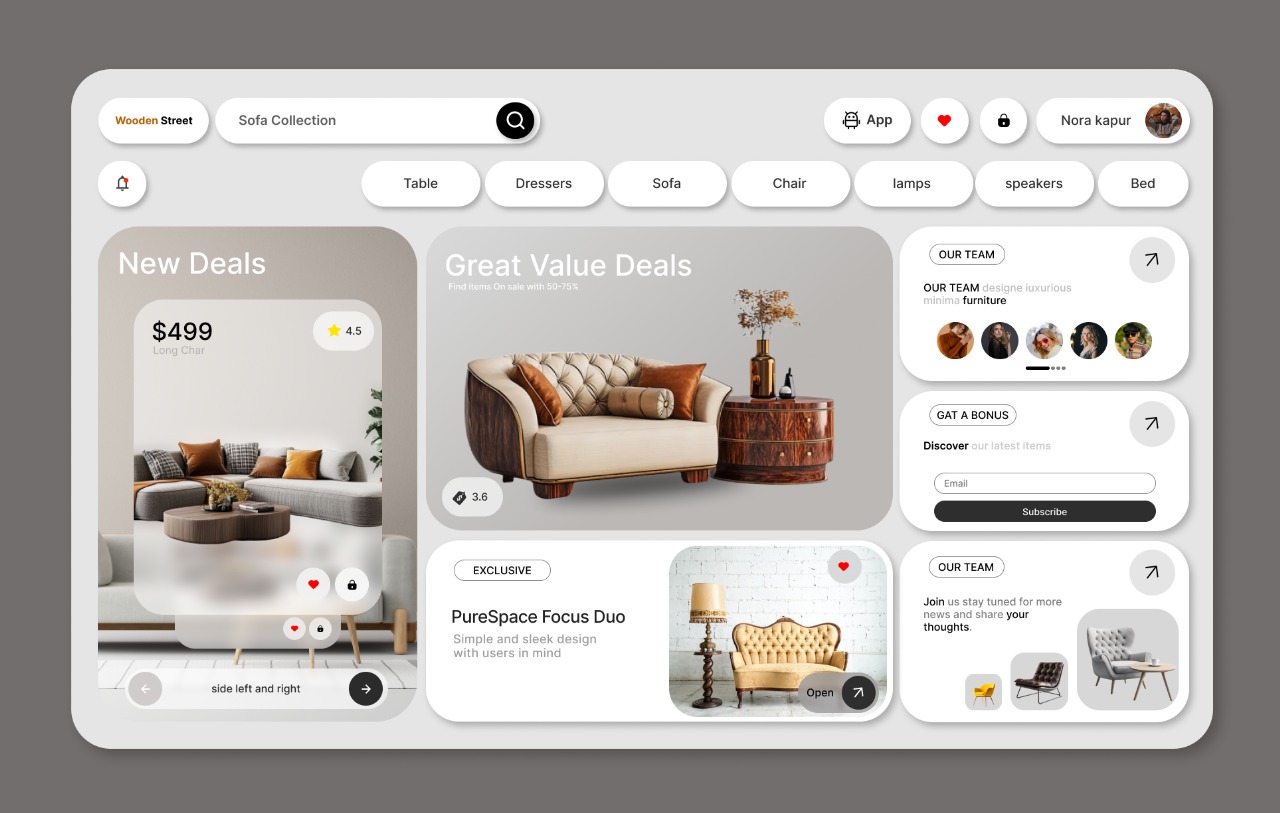 Wooden Street
Sofa Collection
App
Nora kapur
Table
Dressers
Sofa
Chair
lamps
speakers
Bed
New Deals
$499
Long Char
4.5
side left and right
Great Value Deals
Find items On sale with 50-75%
3.6
EXCLUSIVE
PureSpace Focus Duo
Simple and sleek design
with users in mind
Open
OUR TEAM
OUR TEAM designe iuxurious
minima furniture
GAT A BONUS
Discover our latest items
Email
Subscribe
OUR TEAM
Join us stay tuned for more
news and share your
thoughts.